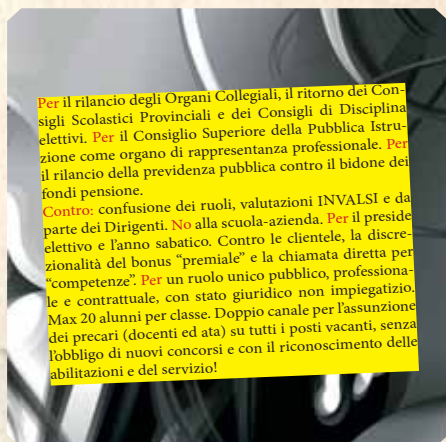 Per il rilancio degli Organi Collegiali, il ritorno dei Con-
sigli Scolastici Provinciali e dei Consigli di Disciplina
elettivi. Per il Consiglio Superiore della Pubblica Istru-
zione come organo di rappresentanza professionale. Per
il rilancio della previdenza pubblica contro il bidone dei
fondi pensione.
Contro: confusione dei ruoli, valutazioni INVALSI e da
parte dei Dirigenti. No alla scuola-azienda. Per il preside
elettivo e l'anno sabatico. Contro le clientele, la discre-
zionalità del bonus “premiale” e la chiamata diretta per
“competenze”. Per un ruolo unico pubblico, professiona-
le e contrattuale, con stato giuridico non impiegatizio.
Max 20 alunni per classe. Doppio canale per l'assunzione
dei precari (docenti ed ata) su tutti i posti vacanti, senza
l'obbligo di nuovi concorsi e con il riconoscimento delle
abilitazioni e del servizio!